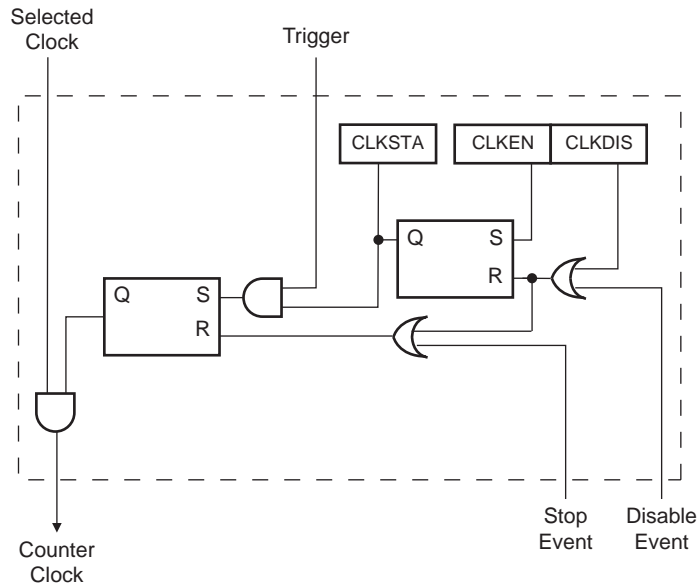 Selected
Clock
Trigger
CLKSTA
CLKEN
CLKDIS
Q
S
R
Q
S
R
Stop
Event
Disable
Event
Counter
Clock